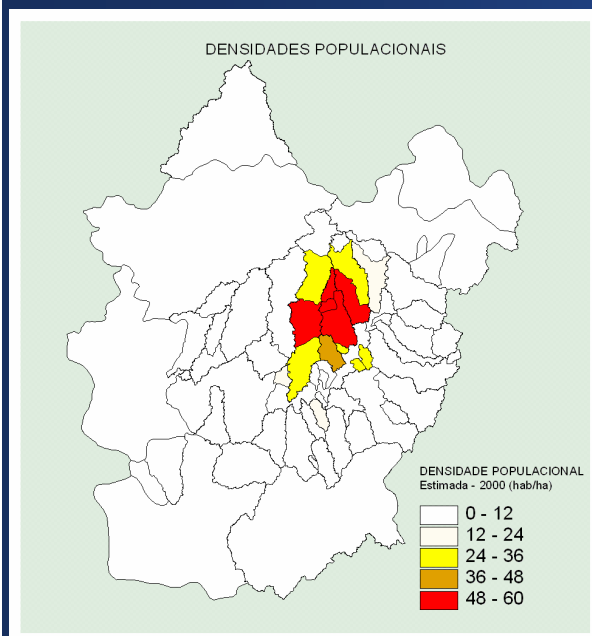 DENSIDADES POPULACIONAIS
DENSIDADE POPULACIONAL
Estimada - 2000 (hab/ha)
0 - 12
12 - 24
24 - 36
36 - 48
48 - 60